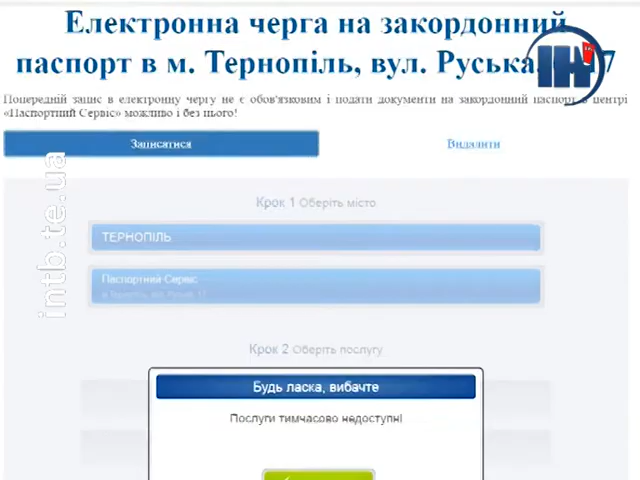 Електронна черга на закордонний
паспорт в м. Тернопіль, вул. Руська,
Попередній запис в електронну чергу не є обов'язковим і подати документи на закордонний паспорт в центрі
«Паспортний Сервіс» можливо і без цього!
Записатися
Видалити
Крок 1 Оберіть місто
ТЕРНОПІЛЬ
Паспортний Сервіс
Крок 2 Оберіть послугу
Будь ласка, вибачте
Послуги тимчасово недоступні
intb.te.ua